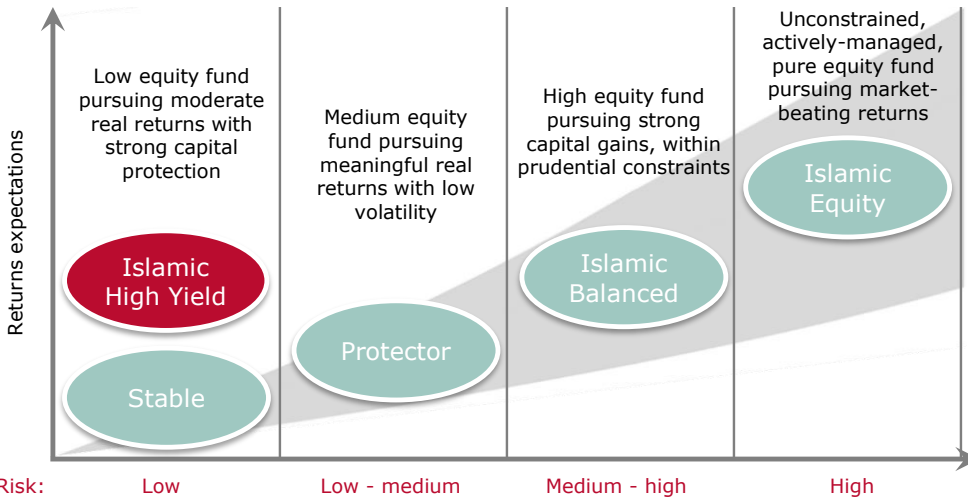 Returns expectations
Low equity fund
pursuing moderate
real returns with
strong capital
protection
Islamic
High Yield
Stable
Medium equity
fund pursuing
meaningful real
returns with low
volatility
Protector
High equity fund
pursuing strong
capital gains, within
prudential constraints
Islamic
Balanced
Unconstrained,
actively-managed,
pure equity fund
pursuing market-
beating returns
Islamic
Equity
Risk:
Low
Low - medium
Medium - high
High